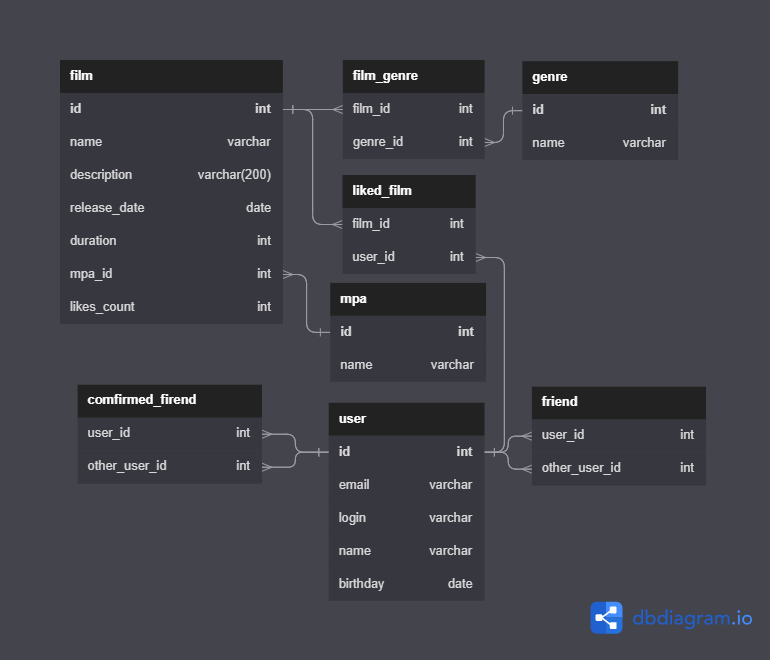 film
id int
name varchar
description varchar(200)
release_date date
duration int
mpa_id int
likes_count int
film_genre
film_id int
genre_id int
genre
id int
name varchar
liked_film
film_id int
user_id int
mpa
id int
name varchar
comfirmed_firend
user_id int
other_user_id int
user
id int
email varchar
login varchar
name varchar
birthday date
friend
user_id int
other_user_id int
dbdiagram.io